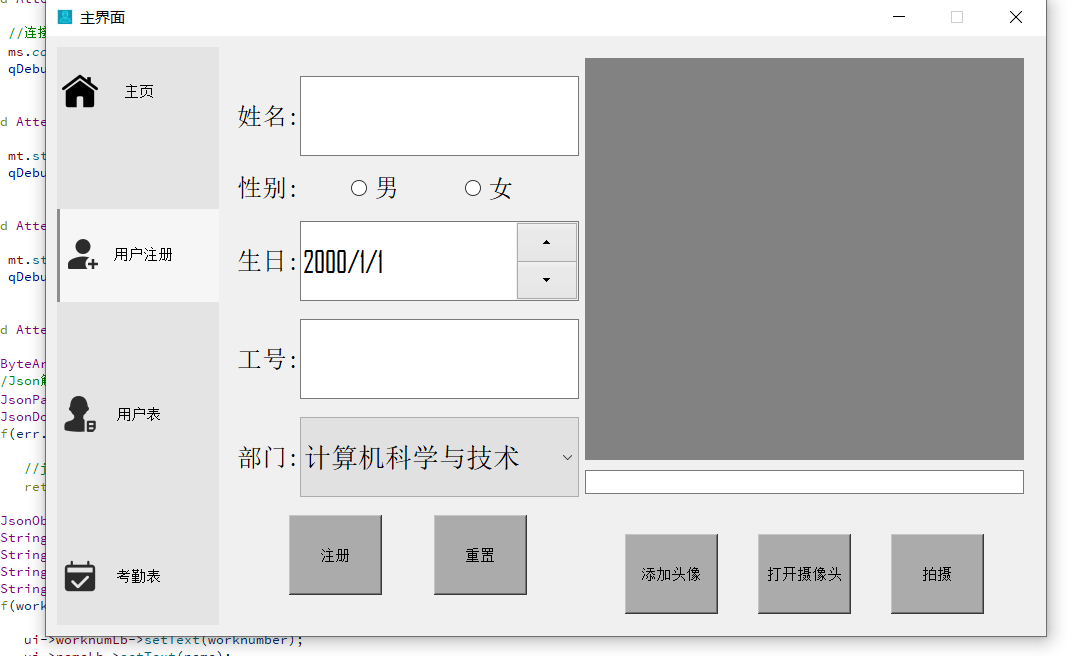 主界面
//连接
ms.co
qDebu
d Atte
mt.st
qDebu
d Atte
mt.st
qDebu
d Atte
ByteAr
/Json解
JsonPa
JsonDo
f(err.
ret
JsonOb
String
String
String
String
f(work
ui->worknumLb->setText(worknumber);
主页
用户注册
用户表
考勤表
姓名:
性别:
男
女
生日:
2000/1/1
工号:
部门:
计算机科学与技术
注册
重置
添加头像
打开摄像头
拍摄